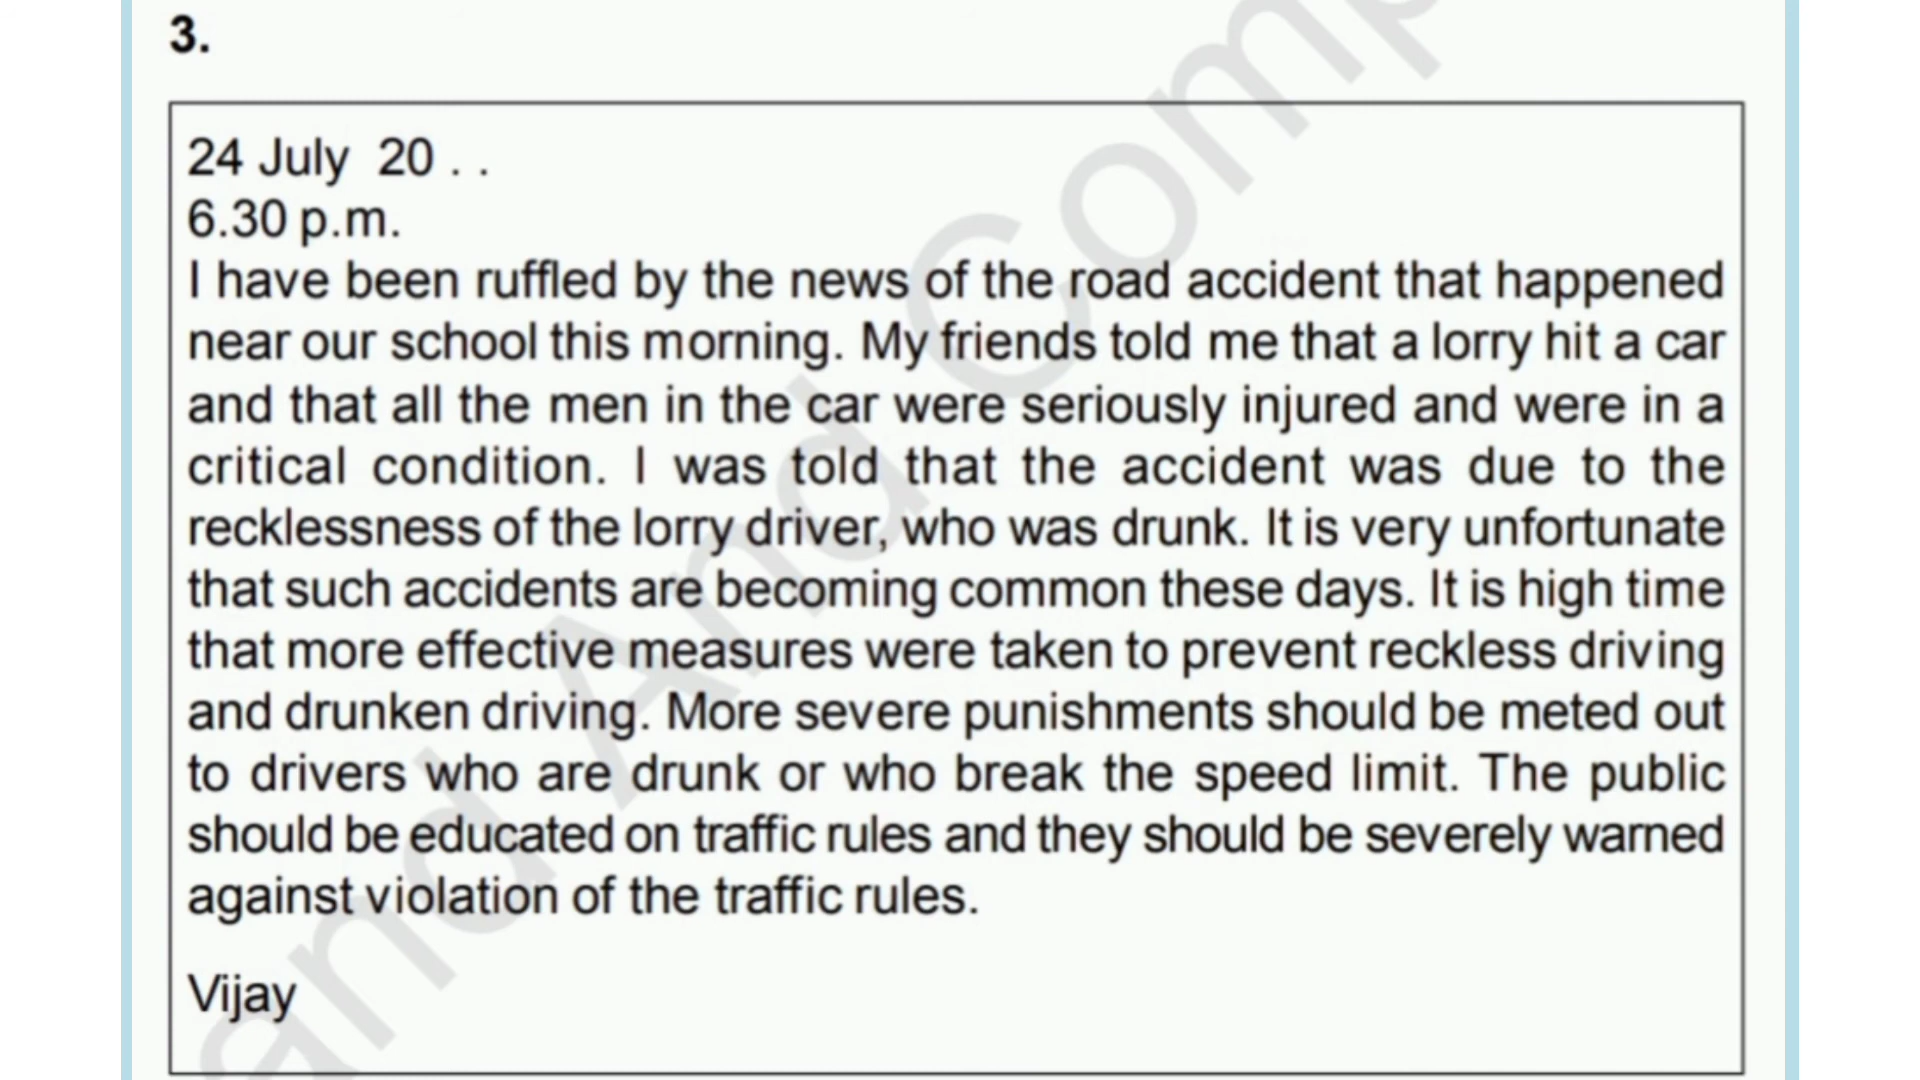 3.
24 July 20 . .
6.30 p.m.
I have been ruffled by the news of the road accident that happened
near our school this morning. My friends told me that a lorry hit a car
and that all the men in the car were seriously injured and were in a
critical condition. I was told that the accident was due to the
recklessness of the lorry driver, who was drunk. It is very unfortunate
that such accidents are becoming common these days. It is high time
that more effective measures were taken to prevent reckless driving
and drunken driving. More severe punishments should be meted out
to drivers who are drunk or who break the speed limit. The public
should be educated on traffic rules and they should be severely warned
against violation of the traffic rules.
Vijay